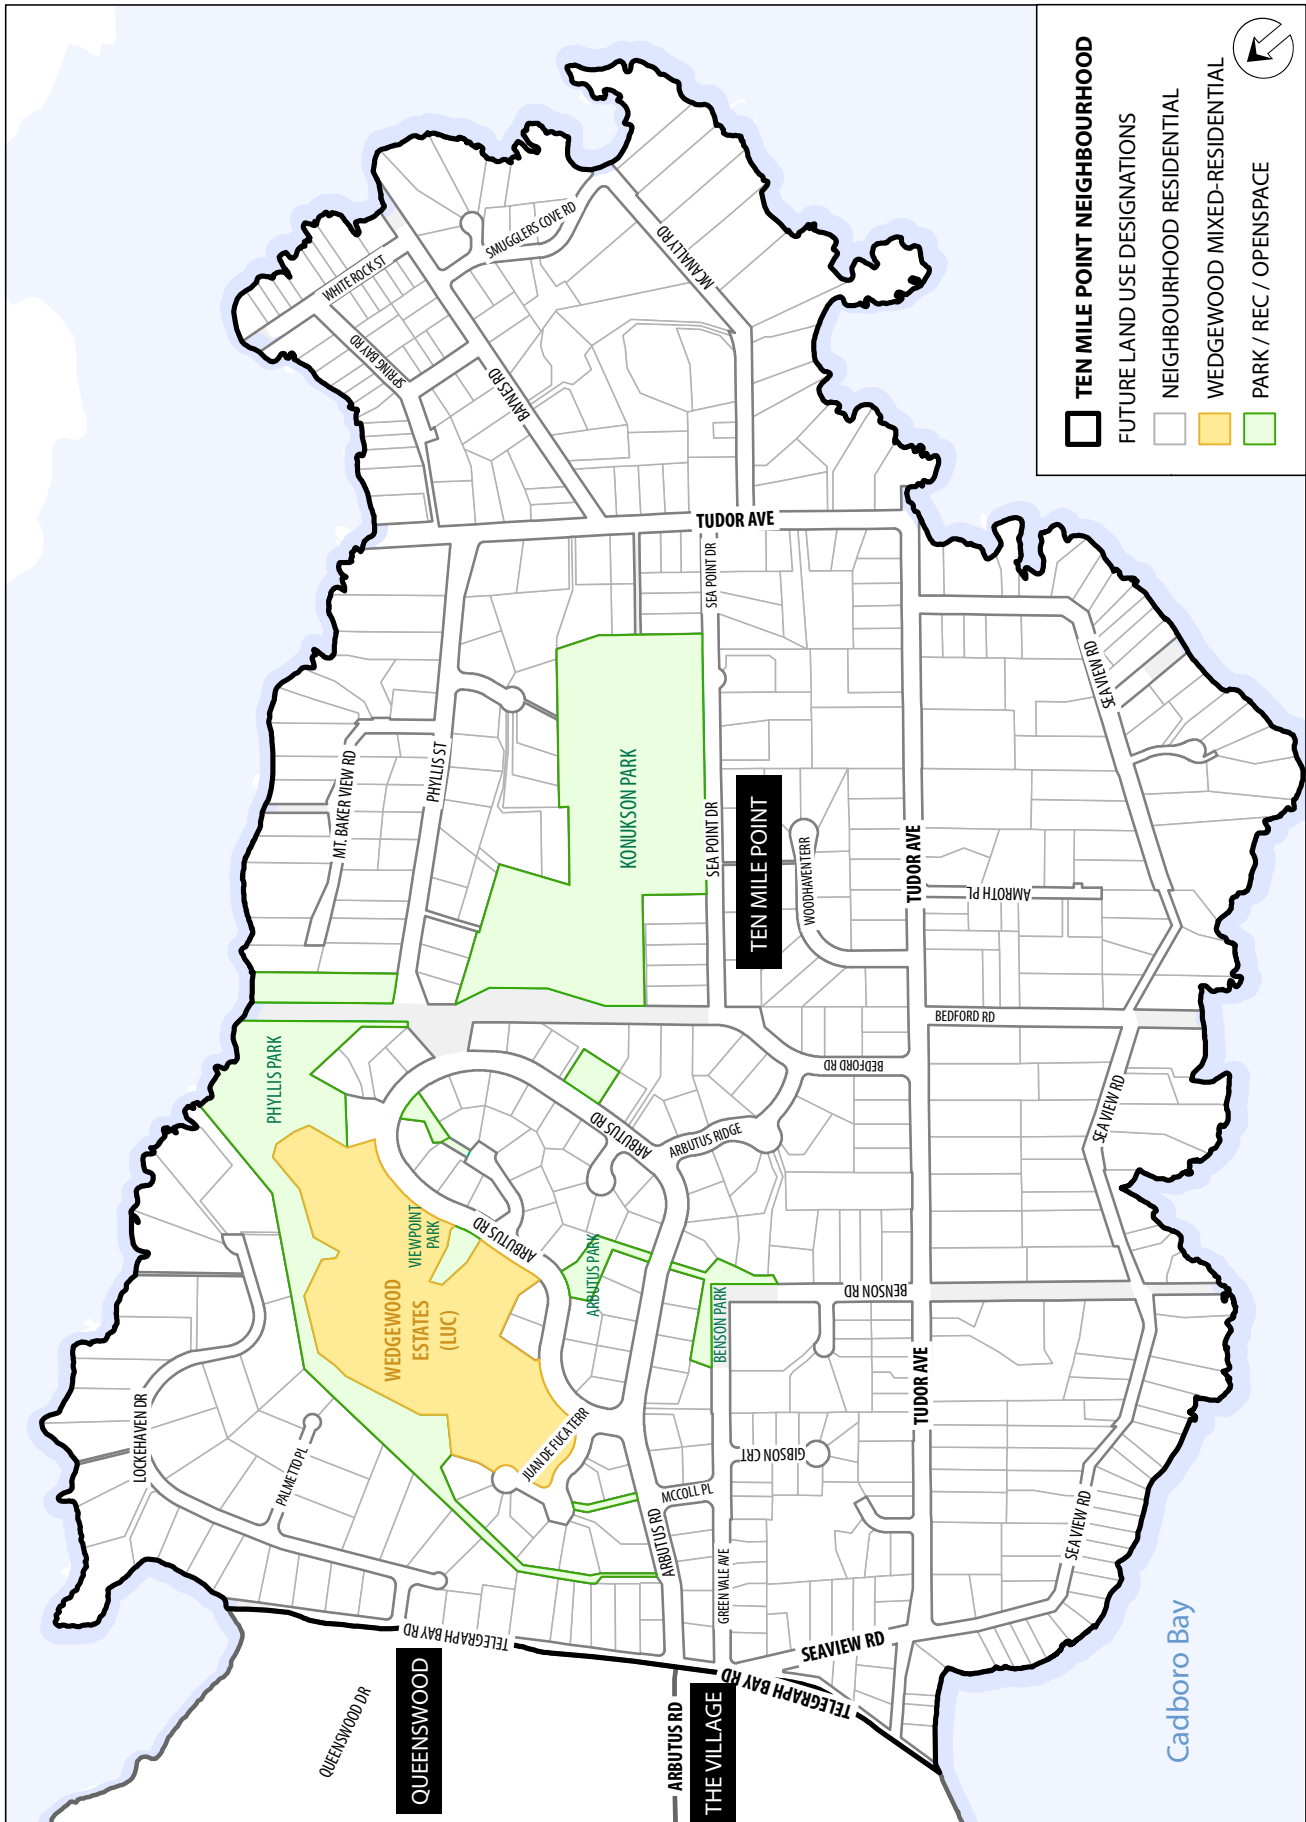 TEN MILE POINT NEIGHBOURHOOD
FUTURE LAND USE DESIGNATIONS
NEIGHBOURHOOD RESIDENTIAL
WEDGEWOOD MIXED-RESIDENTIAL
PARK / REC / OPENSPACE
WHITE ROCK ST
SPRING BAY RD
SMUGGLERS COVE RD
BAYNES RD
MCANALLY RD
TUDOR AVE
SEA POINT DR
SEA VIEW RD
MT. BAKER VIEW RD
PHYLLIS ST
KONUKSON PARK
SEA POINT DR
TEN MILE POINT
WOODHAVEN TERR
TUDOR AVE
AMROTH PL
BEDFORD RD
BEDFORD RD
PHYLLIS PARK
ARBUTUS RD
ARBUTUS RIDGE
SEA VIEW RD
VIEWPOINT
PARK
ARBUTUS RD
ARBUTUS PARK
BENSON PARK
BENSON RD
WEDGEWOOD
ESTATES
(LUC)
TUDOR AVE
LOCKEHAVEN DR
PALMETTO PL
JUAN DE FUCA TERR
GIBSON CRT
MCCOLL PL
ARBUTUS RD
GREEN VALE AVE
SEA VIEW RD
SEAVIEW RD
TELEGRAPH BAY RD
TELEGRAPH BAY RD
QUEENSWOOD DR
QUEENSWOOD
ARBUTUS RD
THE VILLAGE
Cadboro Bay